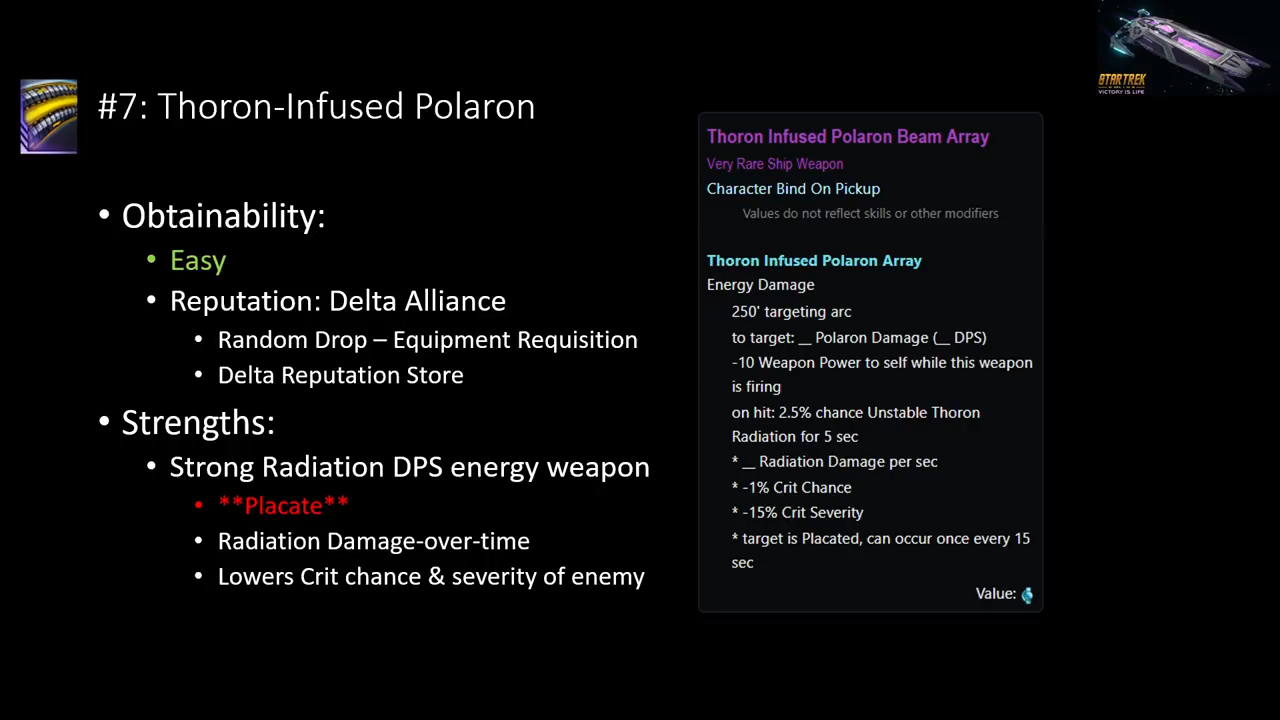 STAR TREK
VICTORY IS LIFE
#7: Thoron-Infused Polaron
• Obtainability:
• Easy
• Reputation: Delta Alliance
• Random Drop – Equipment Requisition
• Delta Reputation Store
• Strengths:
• Strong Radiation DPS energy weapon
• **Placate**
• Radiation Damage-over-time
• Lowers Crit chance & severity of enemy
Thoron Infused Polaron Beam Array
Very Rare Ship Weapon
Character Bind On Pickup
Values do not reflect skills or other modifiers
Thoron Infused Polaron Array
Energy Damage
250' targeting arc
to target: __ Polaron Damage (__ DPS)
-10 Weapon Power to self while this weapon
is firing
on hit: 2.5% chance Unstable Thoron
Radiation for 5 sec
* __ Radiation Damage per sec
* -1% Crit Chance
* -15% Crit Severity
* target is Placated, can occur once every 15
sec
Value: